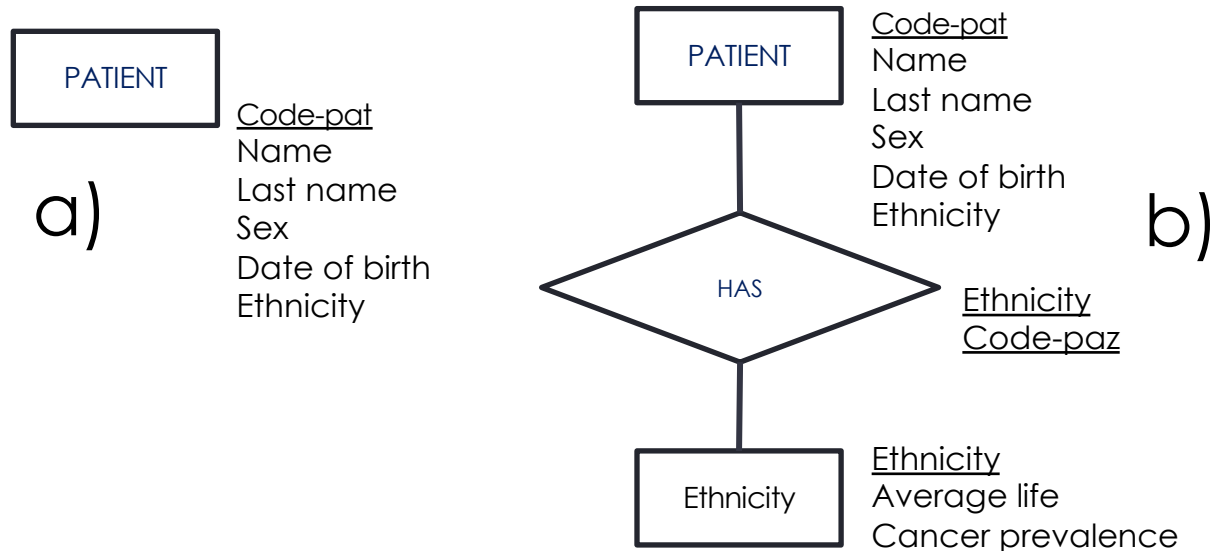 PATIENT
Code-pat
Name
Last name
Sex
Date of birth
Ethnicity
a)
PATIENT
Code-pat
Name
Last name
Sex
Date of birth
Ethnicity
b)
HAS
Ethnicity
Code-paz
Ethnicity
Ethnicity
Average life
Cancer prevalence